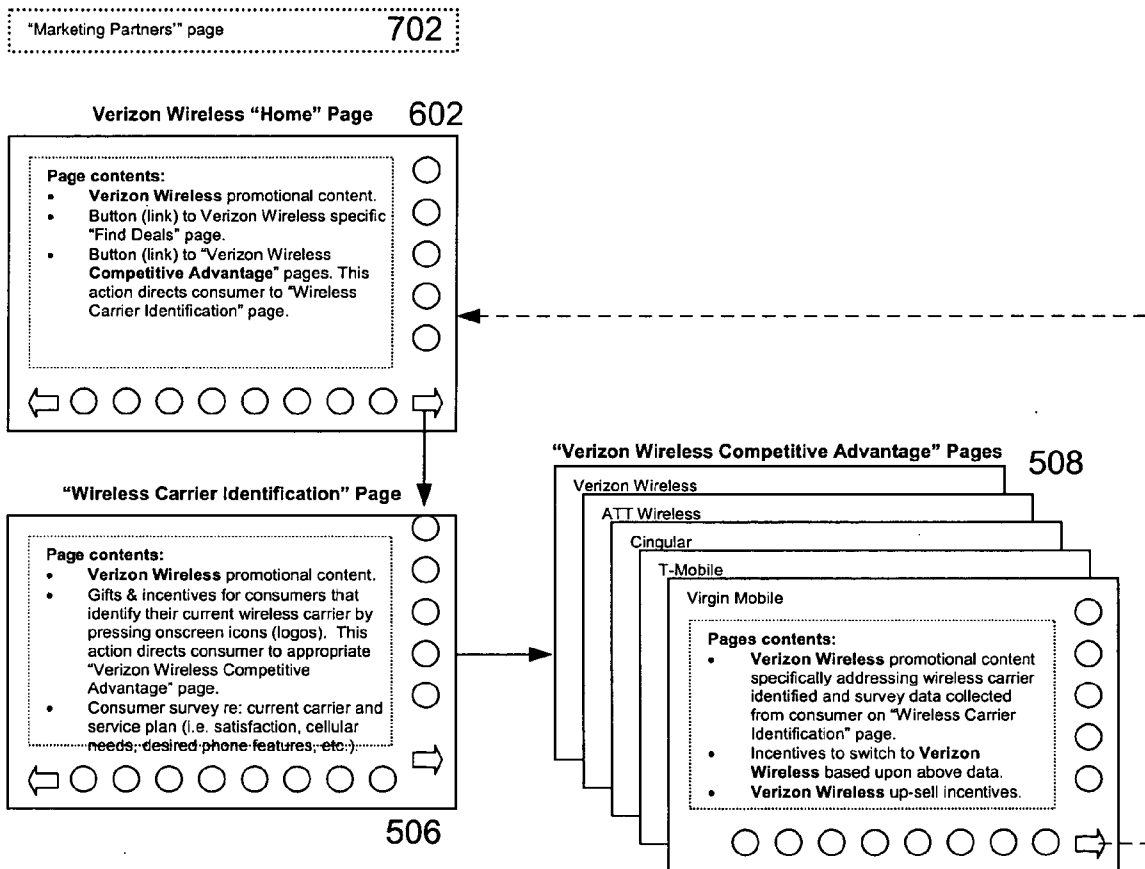 "Marketing Partners'" page 702
Verizon Wireless "Home" Page 602
Page contents:
• Verizon Wireless promotional content.
• Button (link) to Verizon Wireless specific
"Find Deals" page.
• Button (link) to "Verizon Wireless
Competitive Advantage" pages. This
action directs consumer to "Wireless
Carrier Identification" page.
"Wireless Carrier Identification" Page
Page contents:
• Verizon Wireless promotional content.
• Gifts & incentives for consumers that
identify their current wireless carrier by
pressing onscreen icons (logos). This
action directs consumer to appropriate
"Verizon Wireless Competitive
Advantage" page.
• Consumer survey re: current carrier and
service plan (i.e. satisfaction, cellular
needs, desired phone features, etc.)
506
"Verizon Wireless Competitive Advantage" Pages 508
Verizon Wireless
ATT Wireless
Cingular
T-Mobile
Virgin Mobile
Pages contents:
• Verizon Wireless promotional content
specifically addressing wireless carrier
identified and survey data collected
from consumer on "Wireless Carrier
Identification" page.
• Incentives to switch to Verizon
Wireless based upon above data.
• Verizon Wireless up-sell incentives.